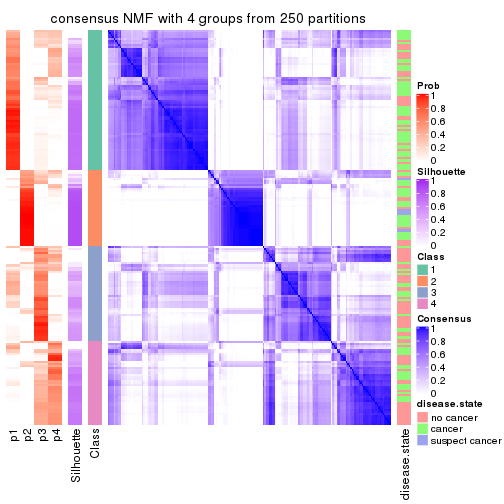 consensus NMF with 4 groups from 250 partitions
Prob
1
0.8
0.6
0.4
0.2
0
Silhouette
1
0.8
0.6
0.4
0.2
0
Class
1
2
3
4
Consensus
1
0.8
0.6
0.4
0.2
0
disease.state
no cancer
cancer
suspect cancer
p1
p2
p3
p4
Silhouette
Class
disease.state